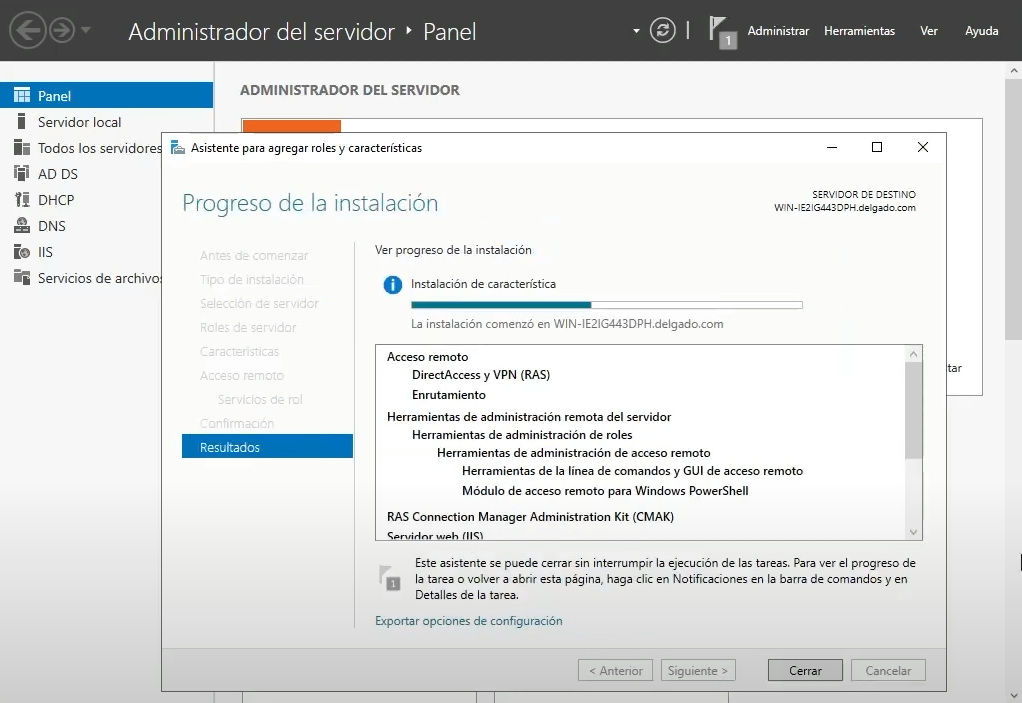 Administrador del servidor ‣ Panel
1
Administrar
Herramientas
Ver
Ayuda
Panel
Servidor local
Todos los servidores
AD DS
DHCP
DNS
IIS
Servicios de archivos
ADMINISTRADOR DEL SERVIDOR
Asistente para agregar roles y características
Progreso de la instalación
SERVIDOR DE DESTINO
WIN-IE2IG443DPH.delgado.com
Antes de comenzar
Tipo de instalación
Selección de servidor
Roles de servidor
Características
Acceso remoto
Servicios de rol
Confirmación
Resultados
Ver progreso de la instalación
Instalación de característica
La instalación comenzó en WIN-IE2IG443DPH.delgado.com
Acceso remoto
DirectAccess y VPN (RAS)
Enrutamiento
Herramientas de administración remota del servidor
Herramientas de administración de roles
Herramientas de administración de acceso remoto
Herramientas de la línea de comandos y GUI de acceso remoto
Módulo de acceso remoto para Windows PowerShell
RAS Connection Manager Administration Kit (CMAK)
Servidor web (IIS)
1
Este asistente se puede cerrar sin interrumpir la ejecución de las tareas. Para ver el progreso de
la tarea o volver a abrir esta página, haga clic en Notificaciones en la barra de comandos y en
Detalles de la tarea.
Exportar opciones de configuración
< Anterior
Siguiente >
Cerrar
Cancelar
tar